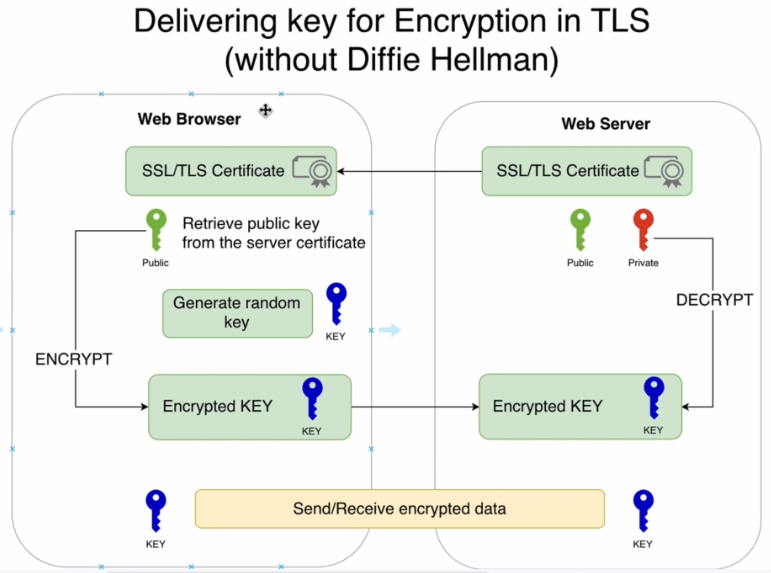 Delivering key for Encryption in TLS
(without Diffie Hellman)
Web Browser
Web Server
SSL/TLS Certificate
SSL/TLS Certificate
Retrieve public key
from the server certificate
Public
Public
Private
DECRYPT
Generate random
key
KEY
ENCRYPT
Encrypted KEY
KEY
Encrypted KEY
KEY
Send/Receive encrypted data
KEY
KEY